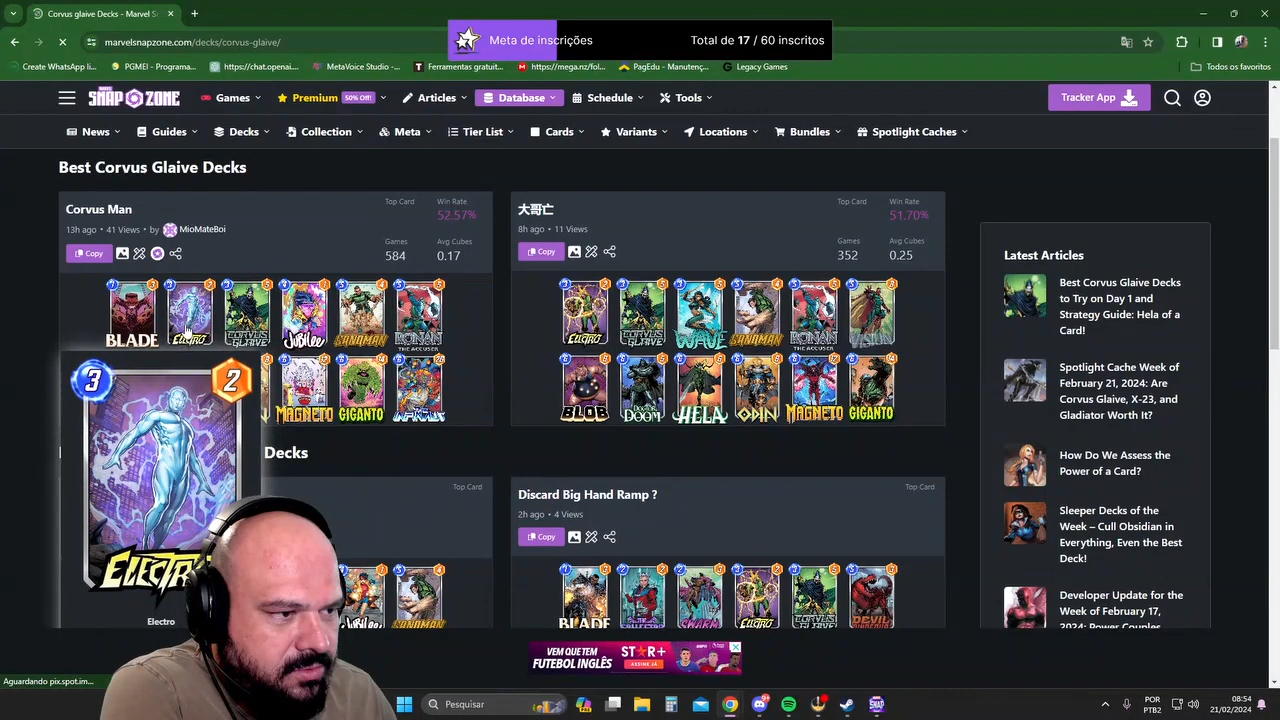 Corvus glaive Decks - Marvel S
marvelsnapzone.com/decks/corvus-glaive/
Meta de inscrições
Total de 17 / 60 inscritos
Create WhatsApp li...
PGMEI - Programa...
https://chat.openai....
MetaVoice Studio -...
Ferramentas gratuit...
https://mega.nz/fol...
PagEdu - Manutenç...
Legacy Games
Todos os favoritos
SNAP ZONE
Games
Premium
50% Off!
Articles
Database
Schedule
Tools
Tracker App
News
Guides
Decks
Collection
Meta
Tier List
Cards
Variants
Locations
Bundles
Spotlight Caches
Best Corvus Glaive Decks
Corvus Man
13h ago • 41 Views • by MioMateBoi
Copy
Top Card
Win Rate
52.57%
Games
584
Avg Cubes
0.17
BLADE
ELECTRO
CORVUS GLAIVE
JUBILEE
SANDMAN
RONAN
THE ACCUSER
MAGNETO
GIGANTO
INFINAUT
大哥亡
8h ago • 11 Views
Copy
Top Card
Win Rate
51.70%
Games
352
Avg Cubes
0.25
ELECTRO
CORVUS GLAIVE
WAVE
SANDMAN
RONAN
THE ACCUSER
BLOB
DOCTOR DOOM
HELA
ODIN
MAGNETO
GIGANTO
3
2
ELECTRO
Electro
Decks
Top Card
SANDMAN
Discard Big Hand Ramp ?
2h ago • 4 Views
Copy
Top Card
BLADE
SWARM
ELECTRO
CORVUS GLAIVE
DEVIL DINOSAUR
Latest Articles
Best Corvus Glaive Decks
to Try on Day 1 and
Strategy Guide: Hela of a
Card!
Spotlight Cache Week of
February 21, 2024: Are
Corvus Glaive, X-23, and
Gladiator Worth It?
How Do We Assess the
Power of a Card?
Sleeper Decks of the
Week – Cull Obsidian in
Everything, Even the Best
Deck!
Developer Update for the
Week of February 17,
2024: Power Couples
VEM QUE TEM
FUTEBOL INGLÊS
STAR+
ASSINE JÁ
Aguardando pix.spot.im...
Pesquisar
POR
PTB2
08:54
21/02/2024